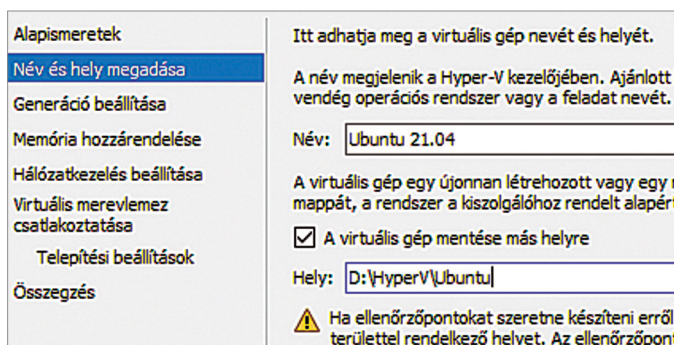 Alapismeretek
Név és hely megadása
Generáció beállítása
Memória hozzárendelése
Hálózatkezelés beállítása
Virtuális merevlemez
csatlakoztatása
Telepítési beállítások
Összegzés
Itt adhatja meg a virtuális gép nevét és helyét.
A név megjelenik a Hyper-V kezelőjében. Ajánlott
vendég operációs rendszer vagy a feladat nevét.
Név: Ubuntu 21.04
A virtuális gép egy újonnan létrehozott vagy egy
mappát, a rendszer a kiszolgálóhoz rendelt
A virtuális gép mentése más helyre
Hely: D:\HyperV\Ubuntu
Ha ellenőrzőpontokat szeretne készíteni erről
területtel rendelkező helyet. Az